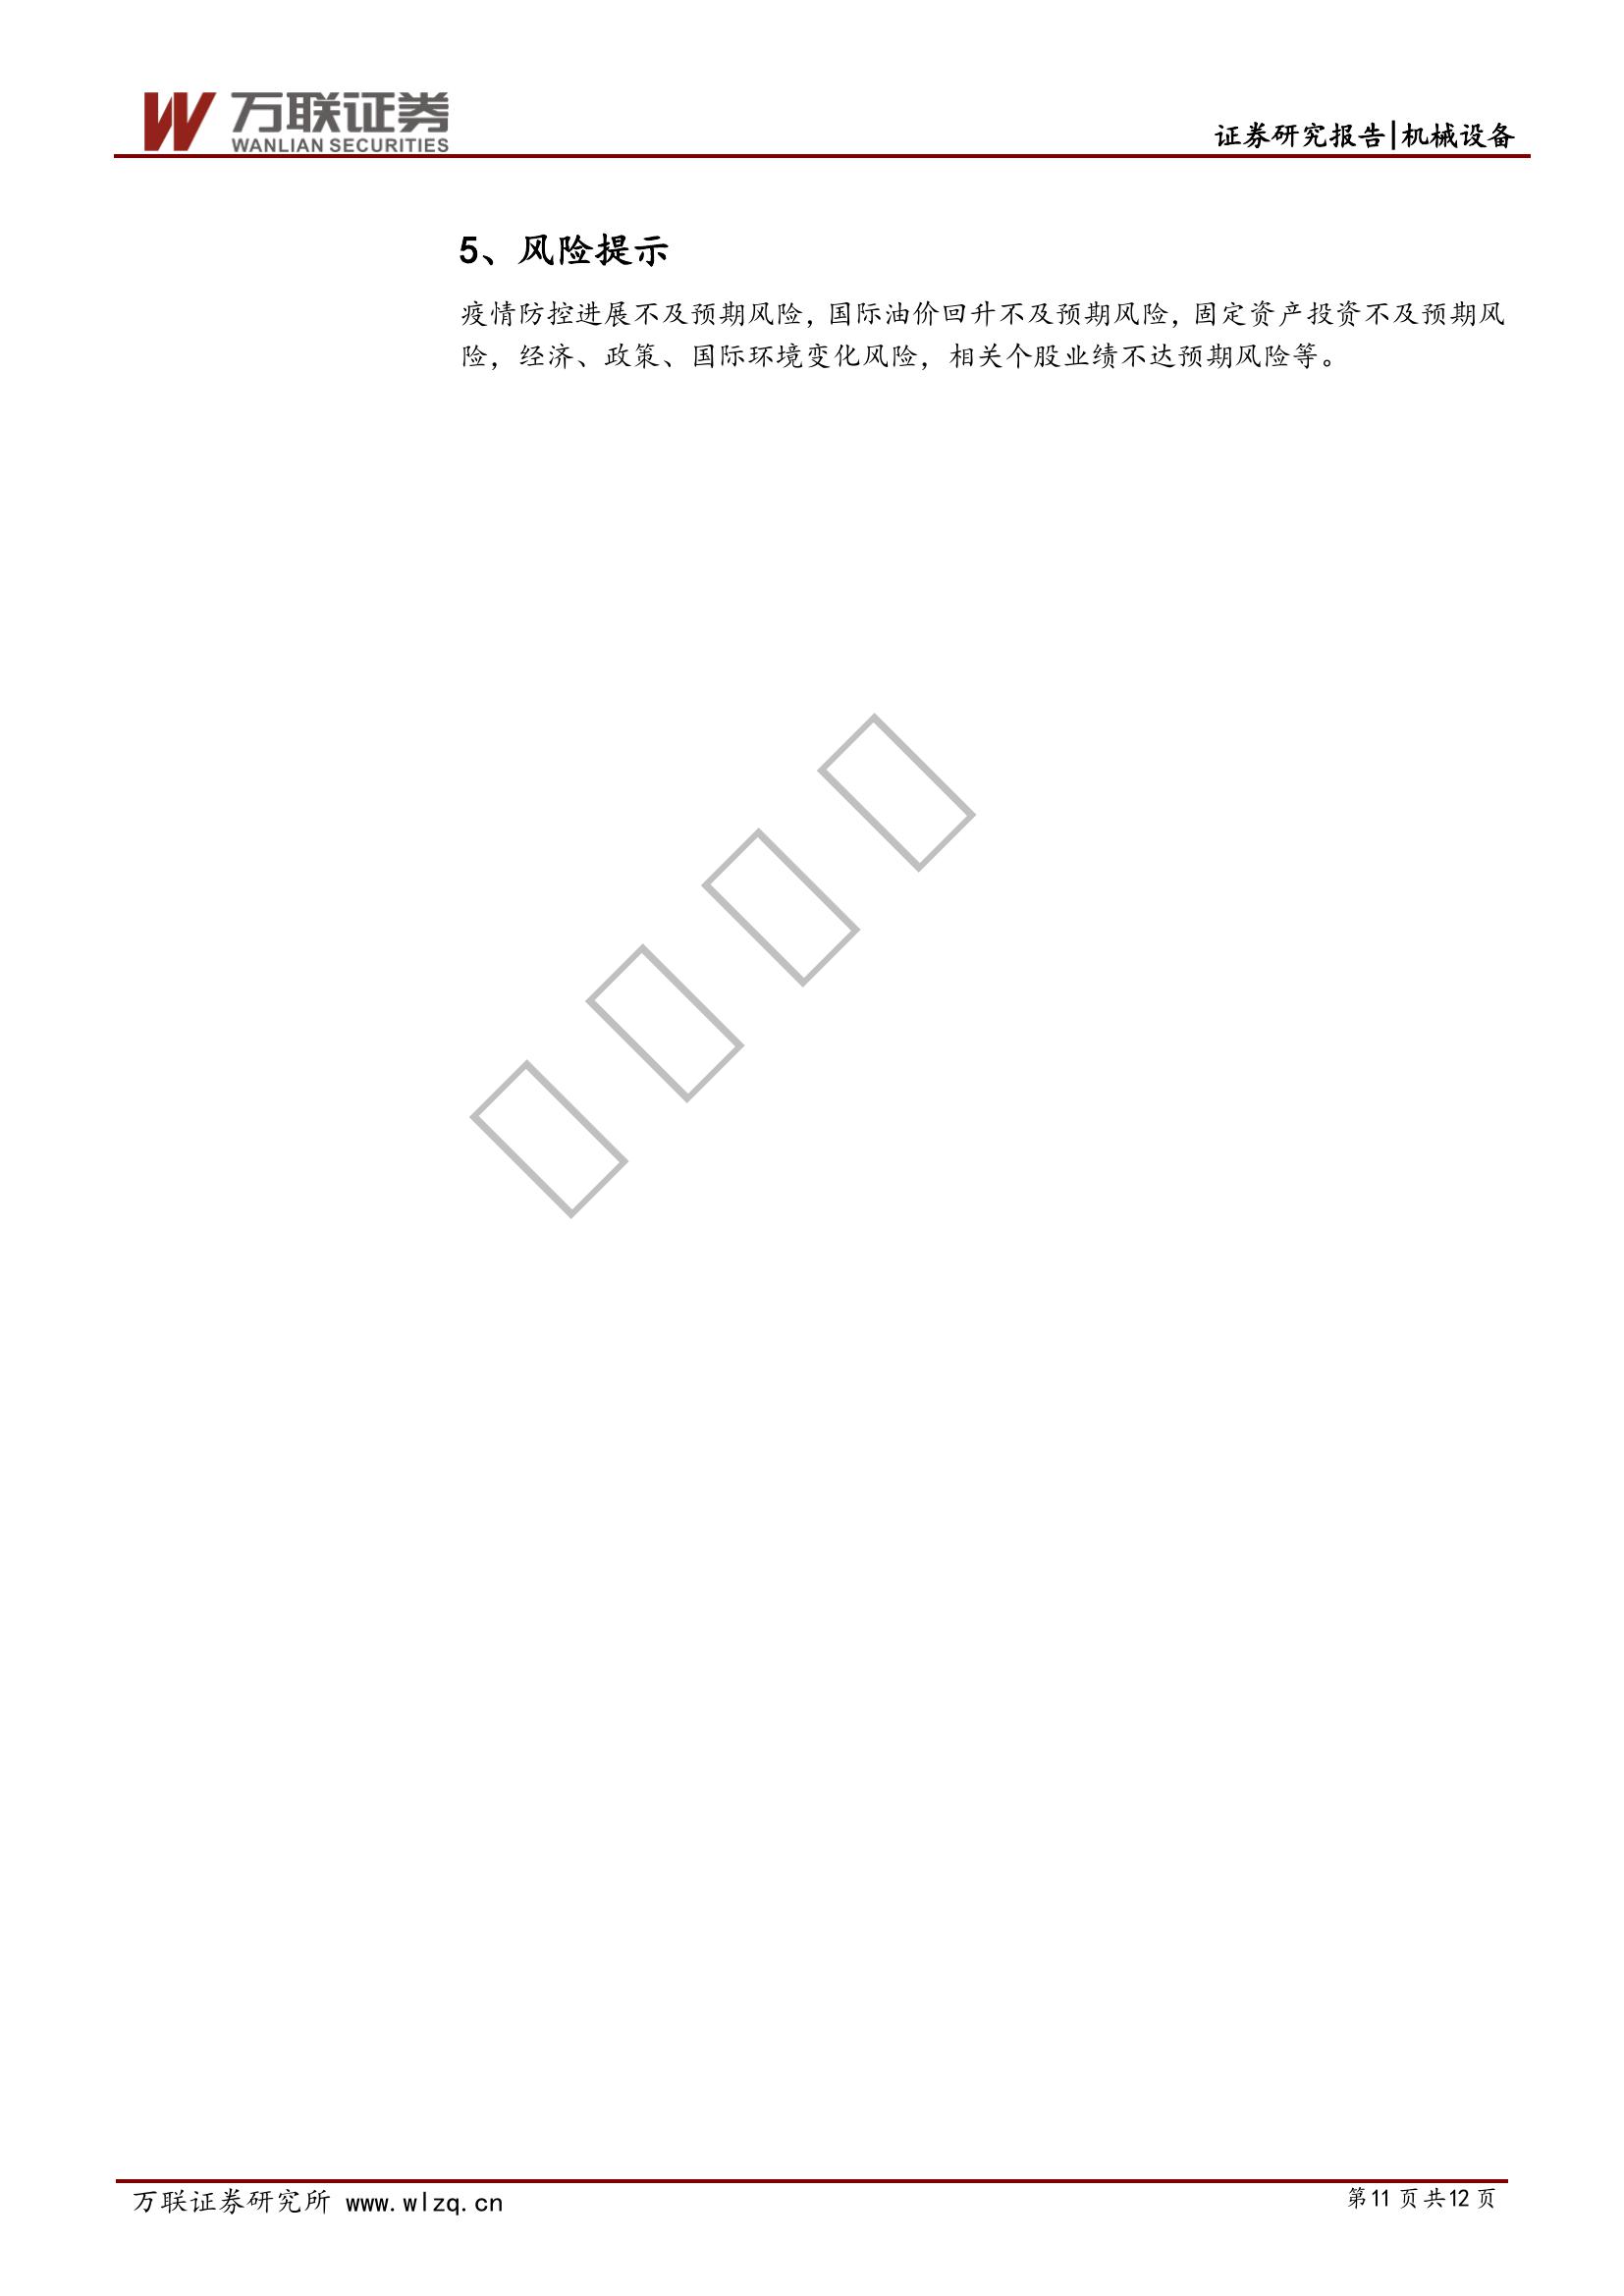 万联证券
WANLIAN SECURITIES
证券研究报告|机械设备
5、风险提示
疫情防控进展不及预期风险，国际油价回升不及预期风险，固定资产投资不及预期风
险，经济、政策、国际环境变化风险，相关个股业绩不达预期风险等。
万联证券研究所 www.wlzq.cn
第11 页 共12 页